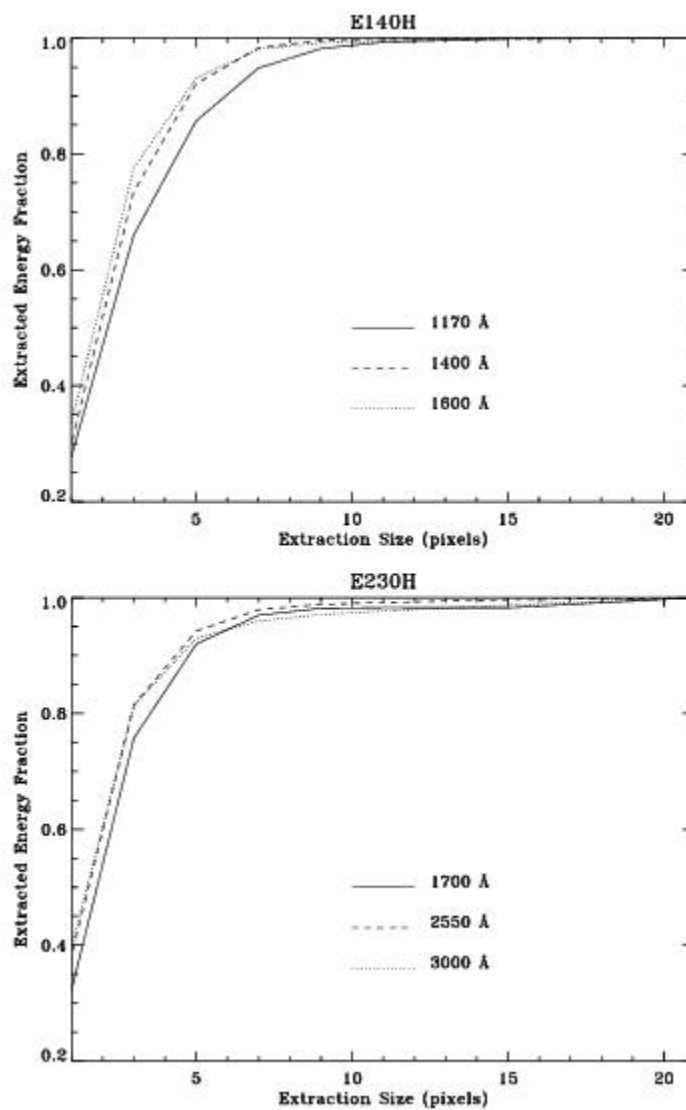 E140H
1.0
0.8
0.6
0.4
0.2
Extracted Energy Fraction
1170 Å
1400 Å
1600 Å
5 10 15 20
Extraction Size (pixels)
E230H
1.0
0.8
0.6
0.4
0.2
Extracted Energy Fraction
1700 Å
2550 Å
3000 Å
5 10 15 20
Extraction Size (pixels)